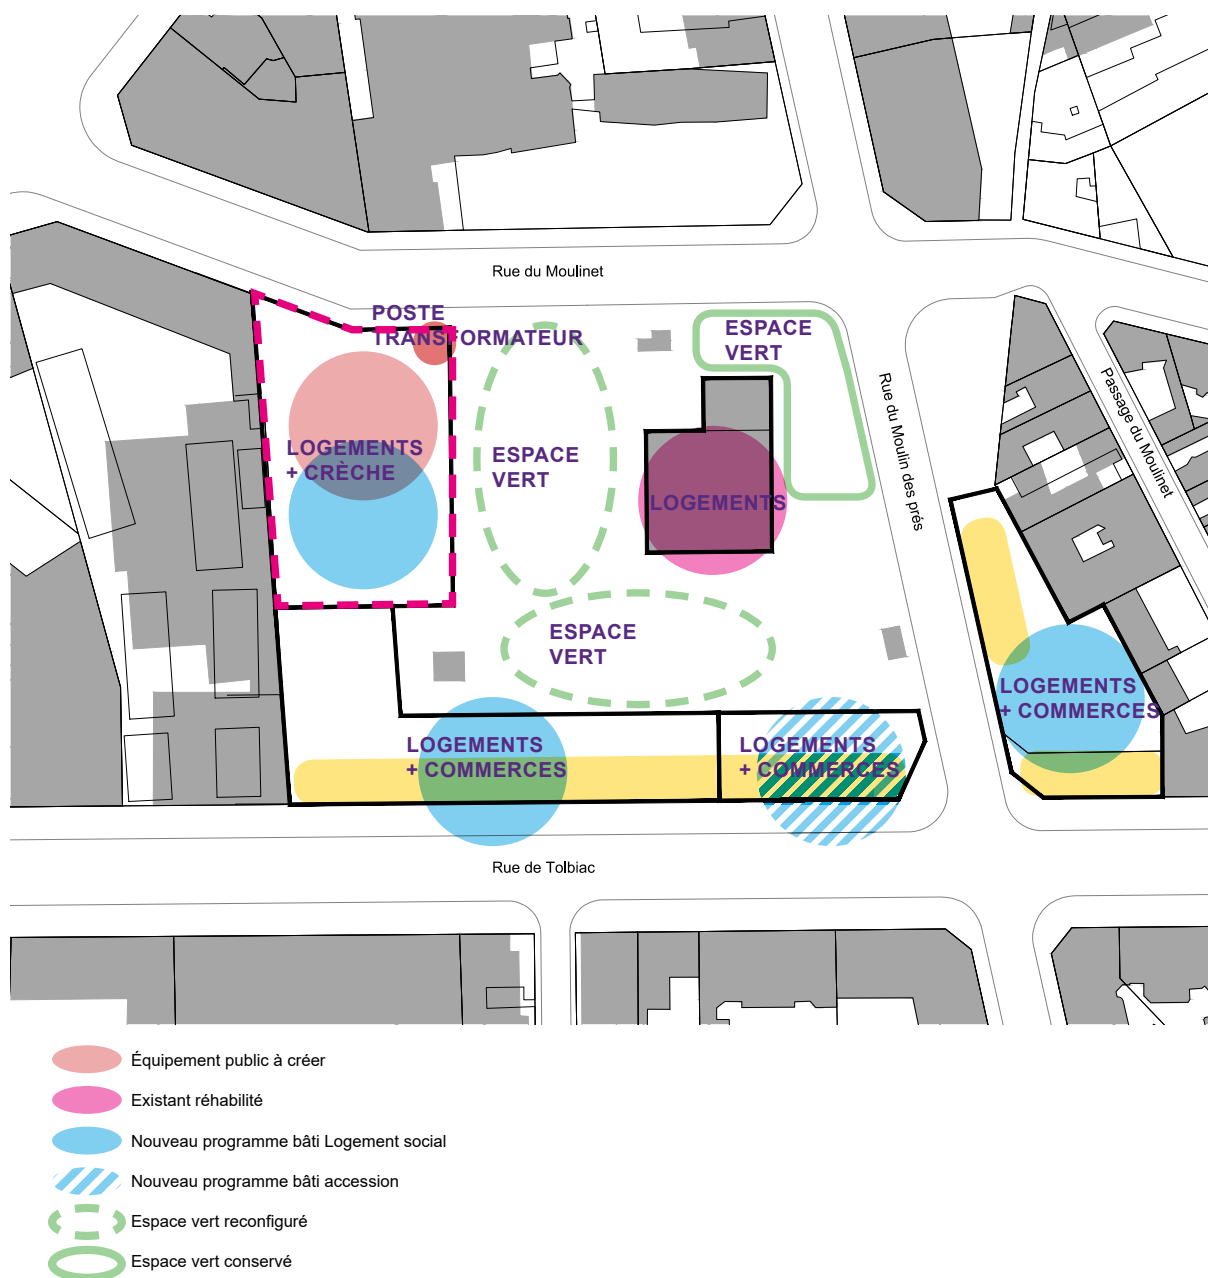 Rue du Moulinet
POSTE
TRANSFORMATEUR
ESPACE
VERT
Rue du Moulin des prés
Passage du Moulinet
LOGEMENTS
+ CRÈCHE
ESPACE
VERT
LOGEMENTS
ESPACE
VERT
LOGEMENTS
+ COMMERCES
LOGEMENTS
+ COMMERCES
LOGEMENTS
+ COMMERCES
Rue de Tolbiac
Équipement public à créer
Existant réhabilité
Nouveau programme bâti Logement social
Nouveau programme bâti accession
Espace vert reconfiguré
Espace vert conservé